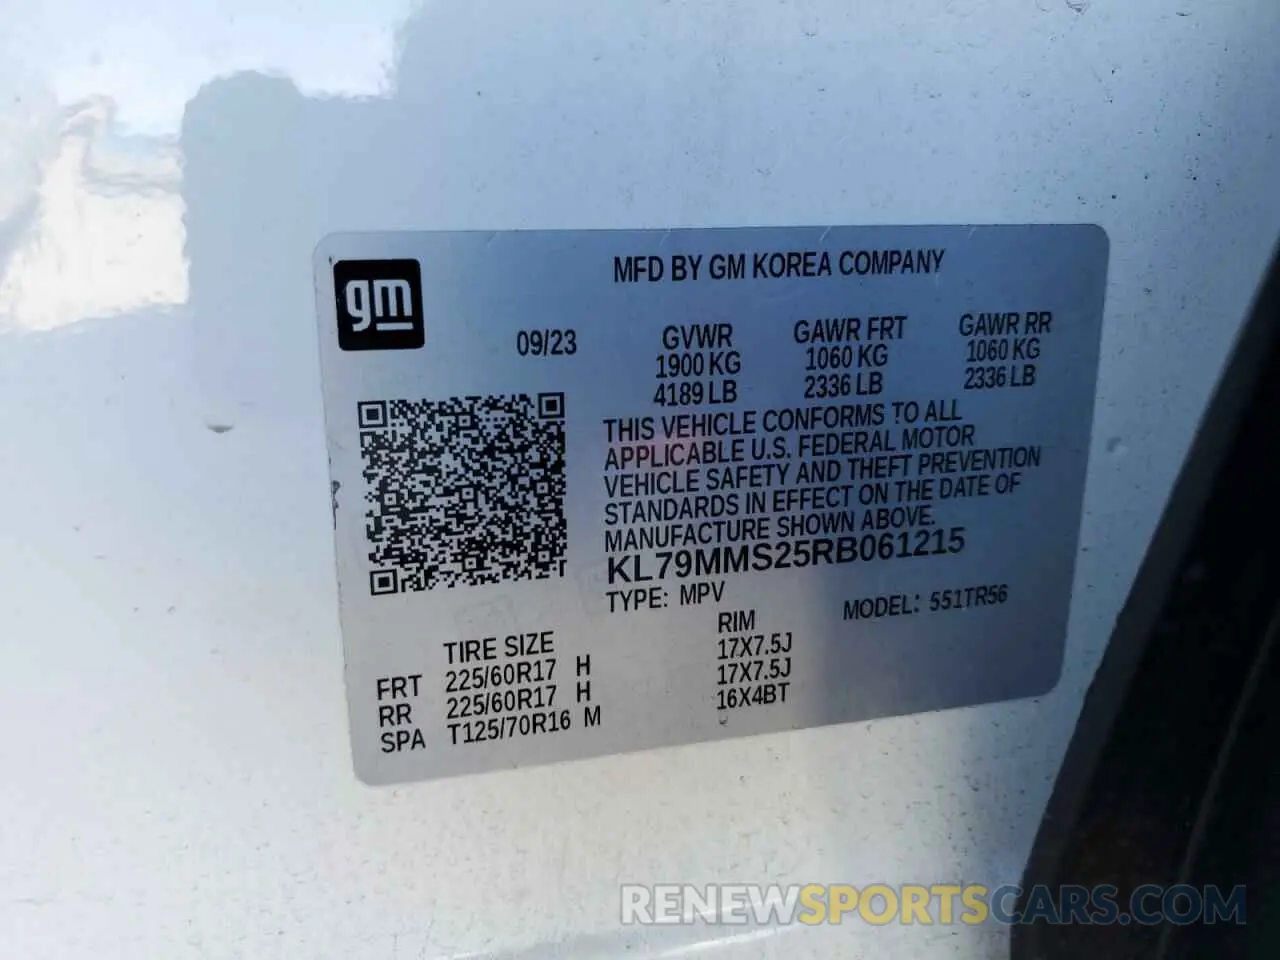 gm
MFD BY GM KOREA COMPANY
09/23
GVWR GAWR FRT GAWR RR
1900 KG 1060 KG 1060 KG
4189 LB 2336 LB 2336 LB
THIS VEHICLE CONFORMS TO ALL
APPLICABLE U.S. FEDERAL MOTOR
VEHICLE SAFETY AND THEFT PREVENTION
STANDARDS IN EFFECT ON THE DATE OF
MANUFACTURE SHOWN ABOVE.
KL79MMS25RB061215
TYPE: MPV MODEL: 551TR56
TIRE SIZE RIM
FRT 225/60R17 H 17X7.5J
RR 225/60R17 H 17X7.5J
SPA T125/70R16 M 16X4BT
RENEWSPORTSCARS.COM